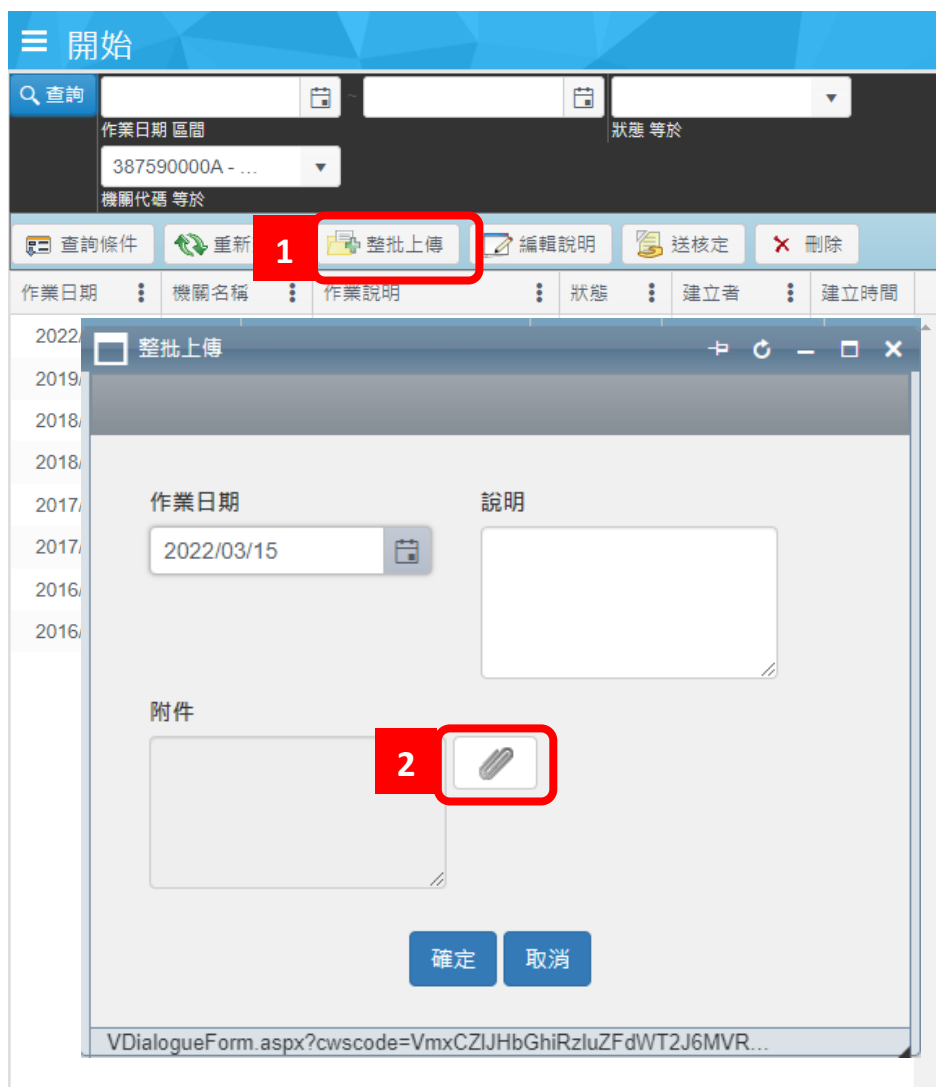 開始
查詢
~
作業日期 區間
狀態 等於
387590000A - ...
機關代碼 等於
查詢條件 重新 1 整批上傳 編輯說明 送核定 刪除
作業日期 機關名稱 作業說明 狀態 建立者 建立時間
2022/
整批上傳
2019/
2018/
2018/
2017/
作業日期 說明
2017/
2022/03/15
2016/
2016/
附件
2
確定 取消
VDialogueForm.aspx?cwscode=VmxCZlJHbGhiRzluZFdWT2J6MVR...